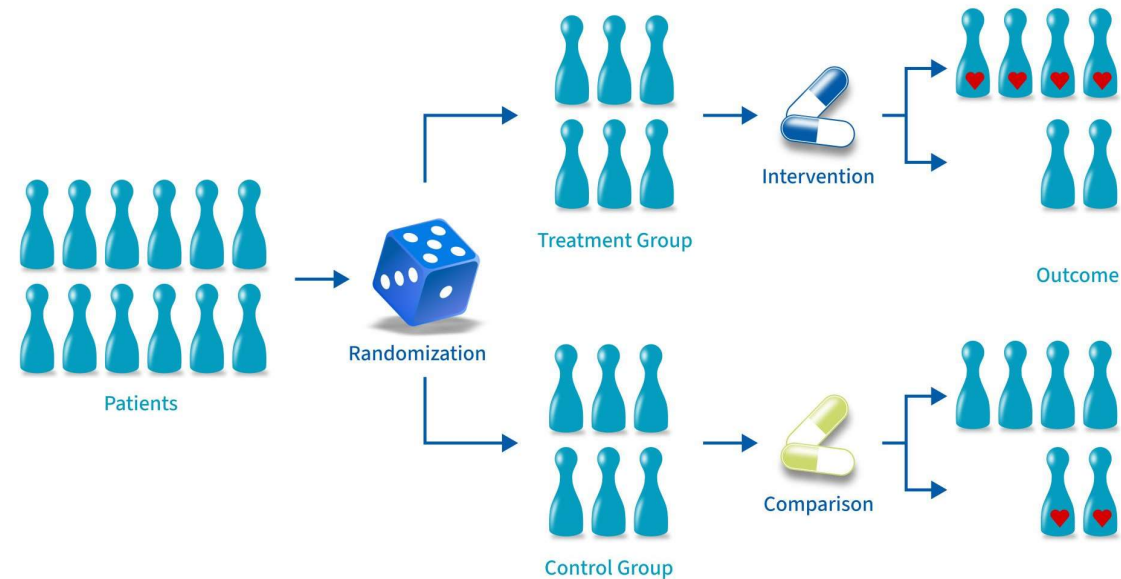 Patients
Randomization
Treatment Group
Intervention
Outcome
Control Group
Comparison